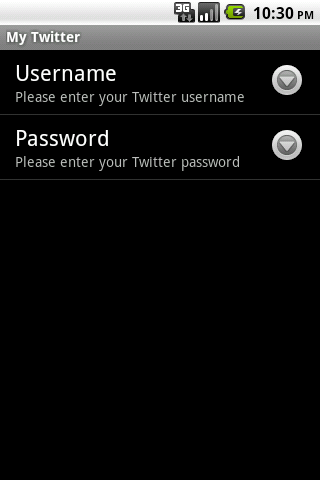 3G 10:30 PM
My Twitter
Username
Please enter your Twitter username
Password
Please enter your Twitter password